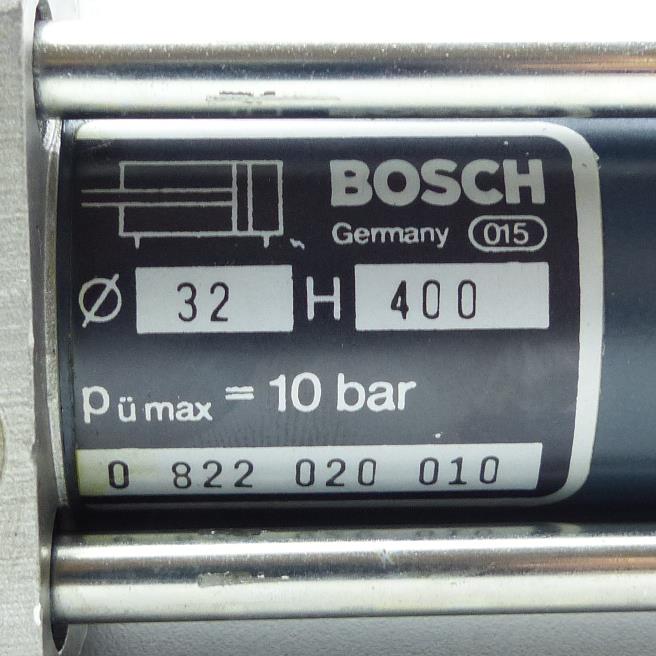 BOSCH
Germany 015
Ø 32 H 400
pü max = 10 bar
0 822 020 010